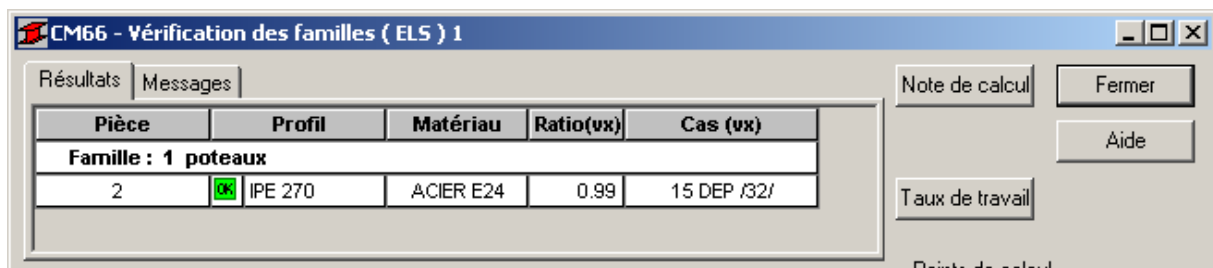 CM66 - Vérification des familles ( ELS ) 1
Résultats Messages
Note de calcul Fermer
Pièce Profil Matériau Ratio(vx) Cas (vx)
Aide
Famille : 1 poteaux
2 OK IPE 270 ACIER E24 0.99 15 DEP /32/
Taux de travail